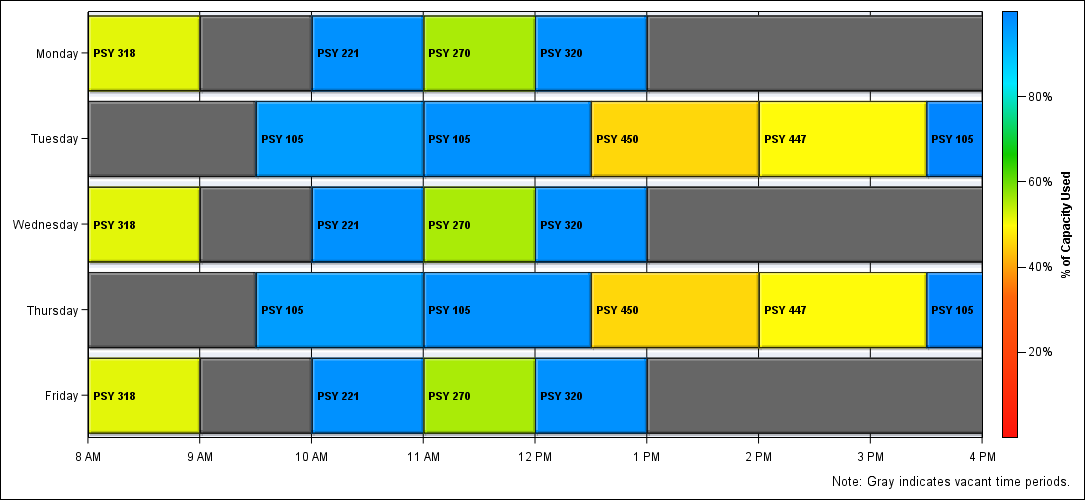 Monday
PSY 318
PSY 221
PSY 270
PSY 320
Tuesday
PSY 105
PSY 105
PSY 450
PSY 447
PSY 105
Wednesday
PSY 318
PSY 221
PSY 270
PSY 320
Thursday
PSY 105
PSY 105
PSY 450
PSY 447
PSY 105
Friday
PSY 318
PSY 221
PSY 270
PSY 320
8 AM
9 AM
10 AM
11 AM
12 PM
1 PM
2 PM
3 PM
4 PM
80%
60%
40%
20%
% of Capacity Used
Note: Gray indicates vacant time periods.